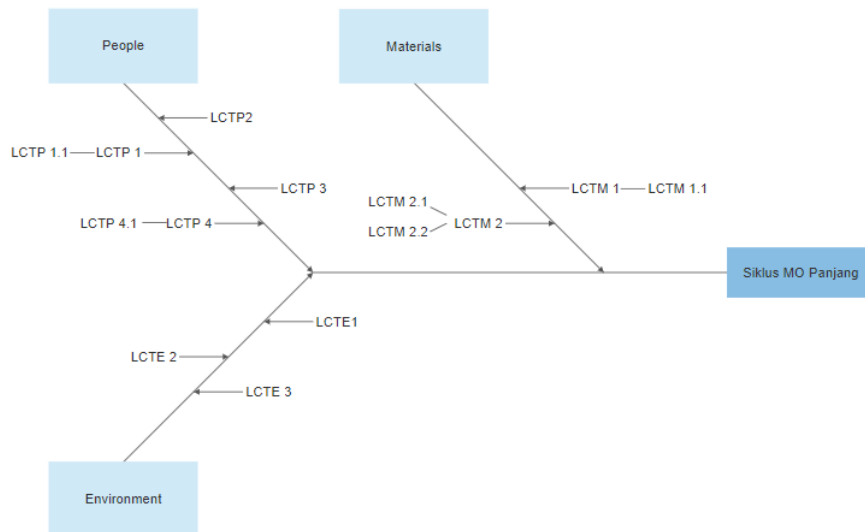 People
Materials
LCTP2
LCTP 1.1
LCTP 1
LCTP 3
LCTP 4.1
LCTP 4
LCTM 1
LCTM 1.1
LCTM 2.1
LCTM 2
LCTM 2.2
Siklus MO Panjang
LCTE1
LCTE 2
LCTE 3
Environment